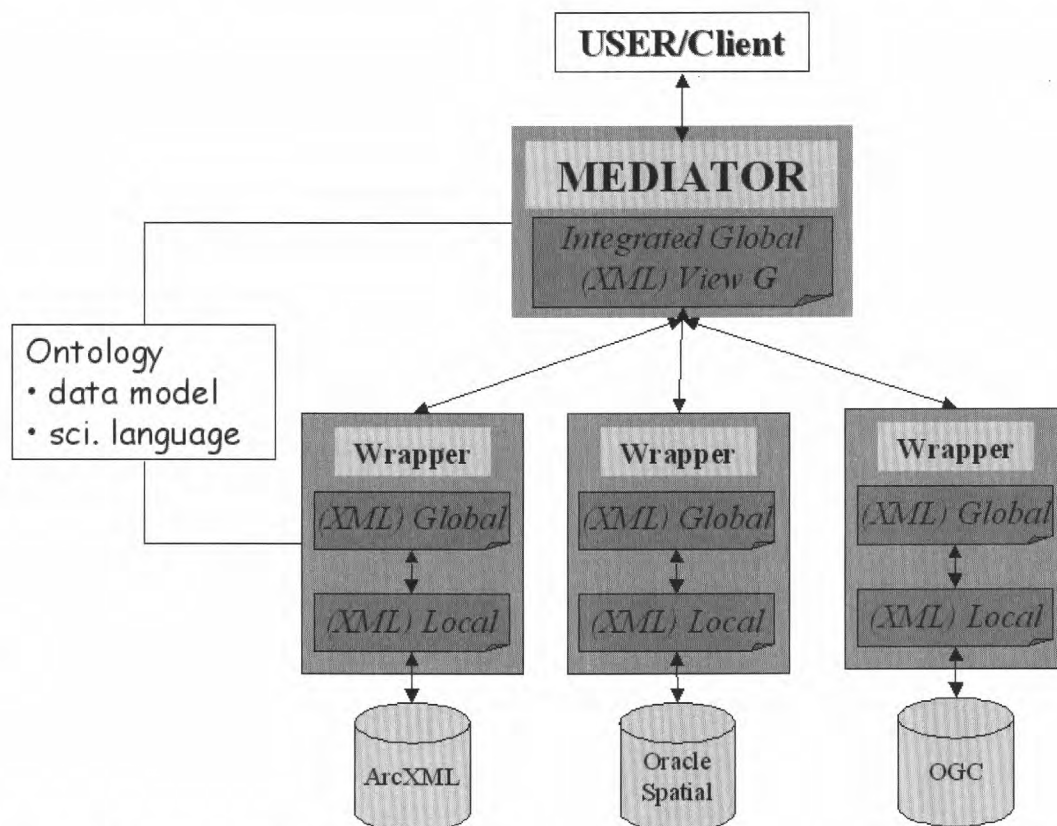 USER/Client
MEDIATOR
Integrated Global
(XML) View G
Ontology
• data model
• sci. language
Wrapper
(XML) Global
(XML) Local
ArcXML
Wrapper
(XML) Global
(XML) Local
Oracle
Spatial
Wrapper
(XML) Global
(XML) Local
OGC